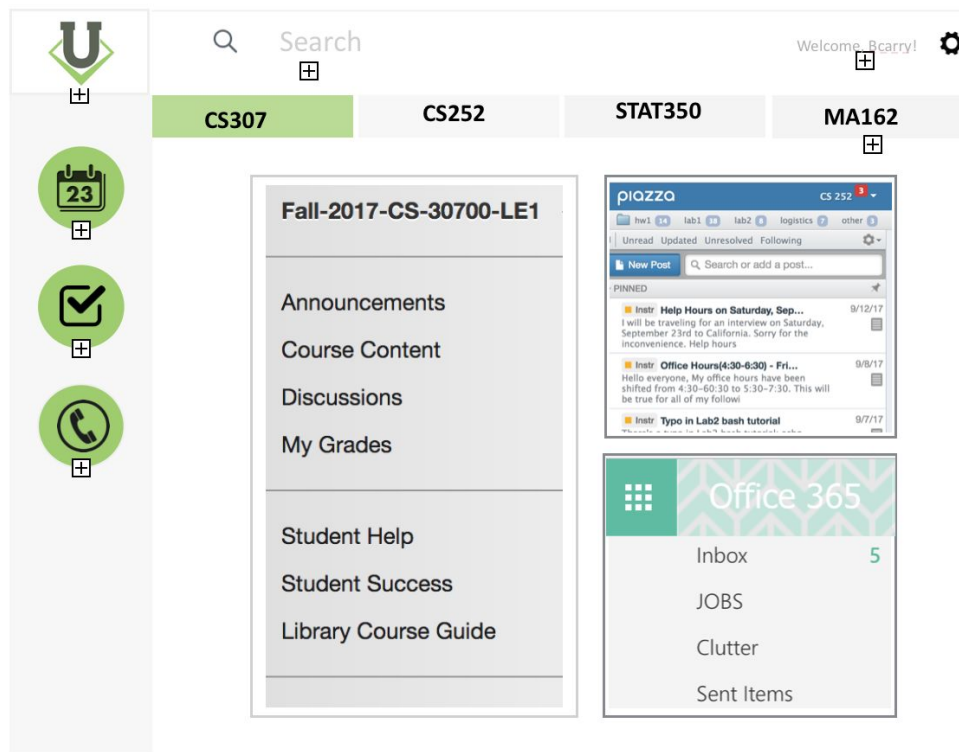 U
Search
Welcome, Bcarry!
CS307
CS252
STAT350
MA162
23
Fall-2017-CS-30700-LE1
Announcements
Course Content
Discussions
My Grades
Student Help
Student Success
Library Course Guide
piazza
CS 252 3
hw1 14 lab1 38 lab2 8 logistics 7 other 3
Unread Updated Unresolved Following
New Post
Search or add a post...
PINNED
Instr Help Hours on Saturday, Sep... 9/12/17
I will be traveling for an interview on Saturday,
September 23rd to California. Sorry for the
inconvenience. Help hours
Instr Office Hours(4:30-6:30) - Fri... 9/8/17
Hello everyone, My office hours have been
shifted from 4:30-60:30 to 5:30-7:30. This will
be true for all of my followi
Instr Typo in Lab2 bash tutorial 9/7/17
Office 365
Inbox 5
JOBS
Clutter
Sent Items